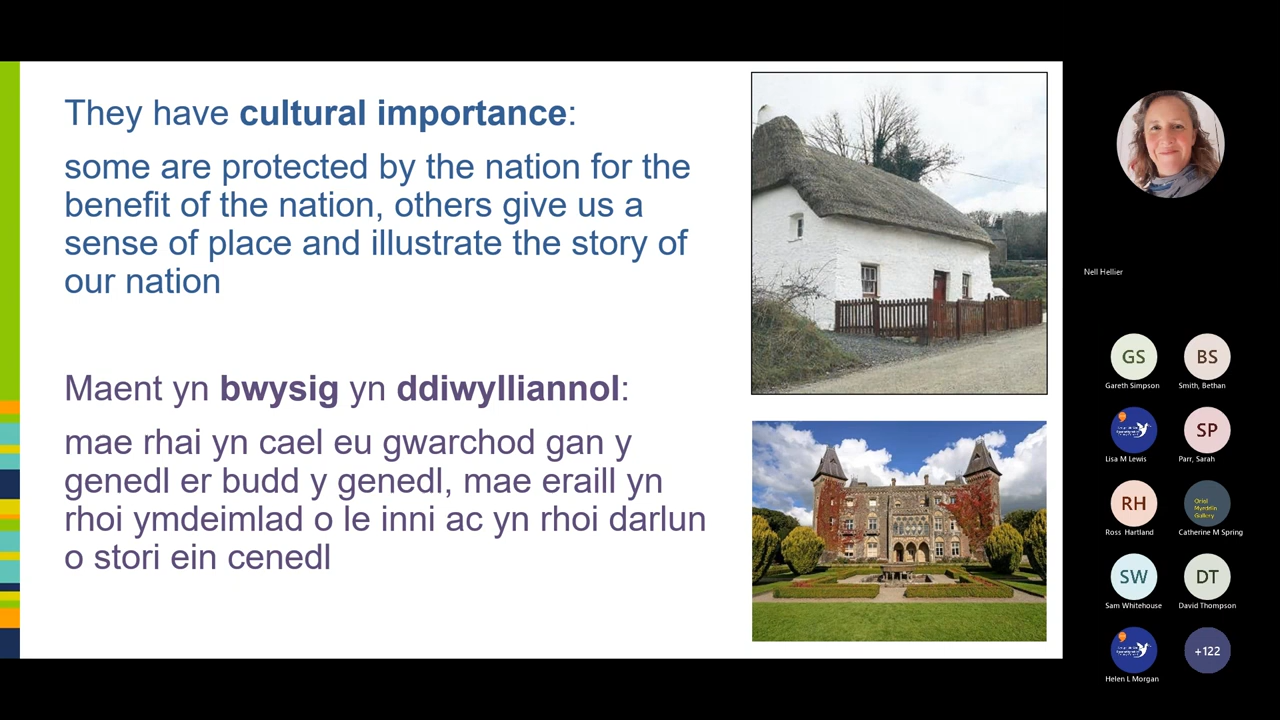 They have cultural importance:
some are protected by the nation for the
benefit of the nation, others give us a
sense of place and illustrate the story of
our nation
Maent yn bwysig yn ddiwylliannol:
mae rhai yn cael eu gwarchod gan y
genedl er budd y genedl, mae eraill yn
rhoi ymdeimlad o le inni ac yn rhoi darlun
o stori ein cenedl
Nell Hellier
GS
Gareth Simpson
BS
Smith, Bethan
Lisa M Lewis
SP
Parr, Sarah
RH
Ross Hartland
Oriel
Myrddin
Gallery
Catherine M Spring
SW
Sam Whitehouse
DT
David Thompson
Helen L Morgan
+122